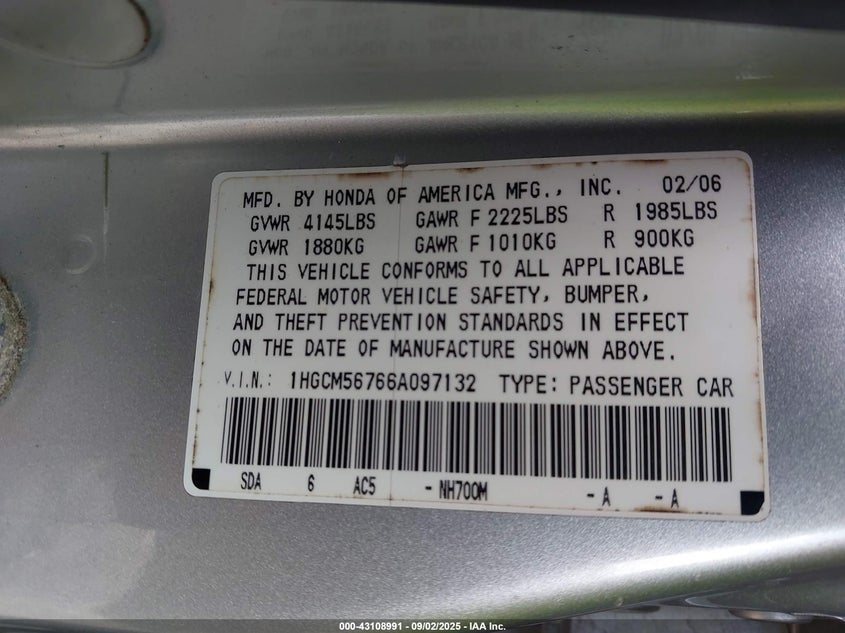 MFD. BY HONDA OF AMERICA MFG., INC. 02/06
GVWR 4145LBS GAWR F 2225LBS R 1985LBS
GVWR 1880KG GAWR F 1010KG R 900KG
THIS VEHICLE CONFORMS TO ALL APPLICABLE
FEDERAL MOTOR VEHICLE SAFETY, BUMPER,
AND THEFT PREVENTION STANDARDS IN EFFECT
ON THE DATE OF MANUFACTURE SHOWN ABOVE.
V.I.N.: 1HGCM56766A097132 TYPE: PASSENGER CAR
SDA 6 AC5 - NH700M - A - A
000-43108991 - 09/02/2025 - IAA Inc.